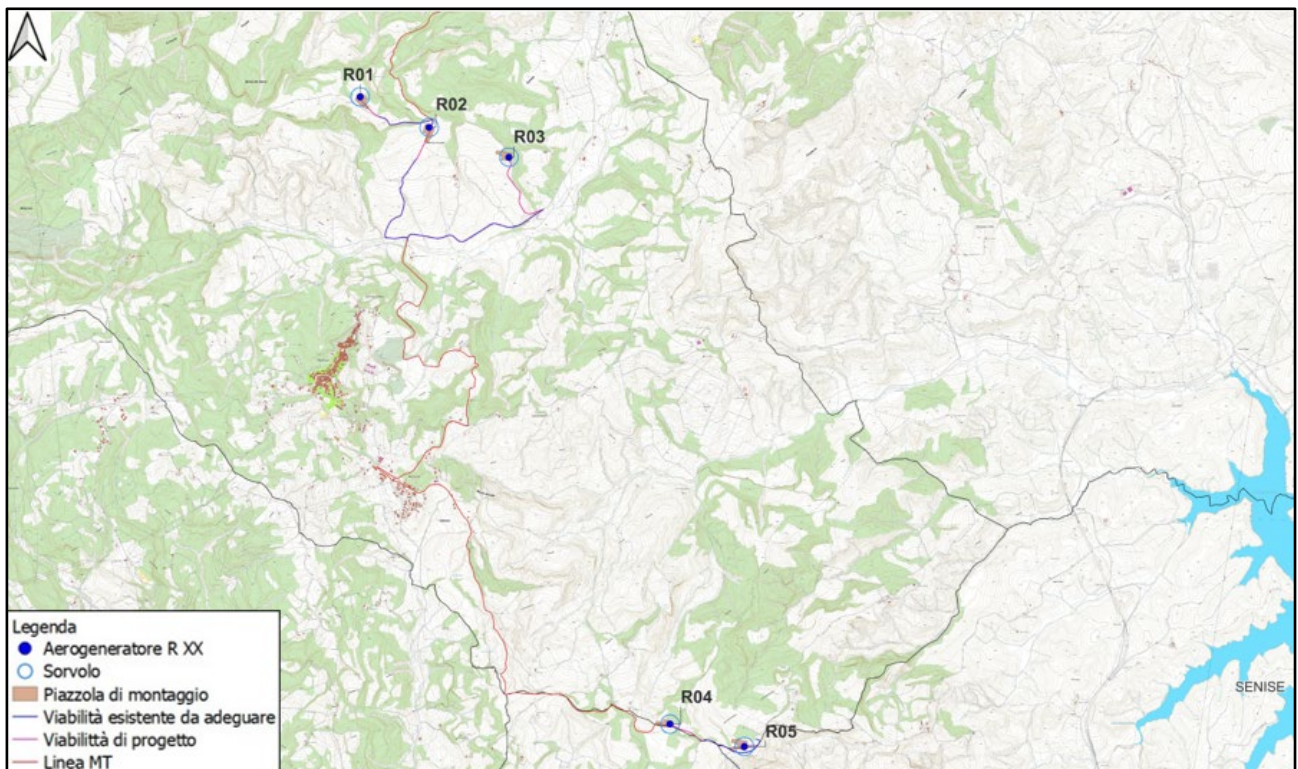 R01
R02
R03
R04
R05
SENISE
Legenda
Aerogeneratore R XX
Sorvolo
Piazzola di montaggio
Viabilità esistente da adeguare
Viabilittà di progetto
Linea MT